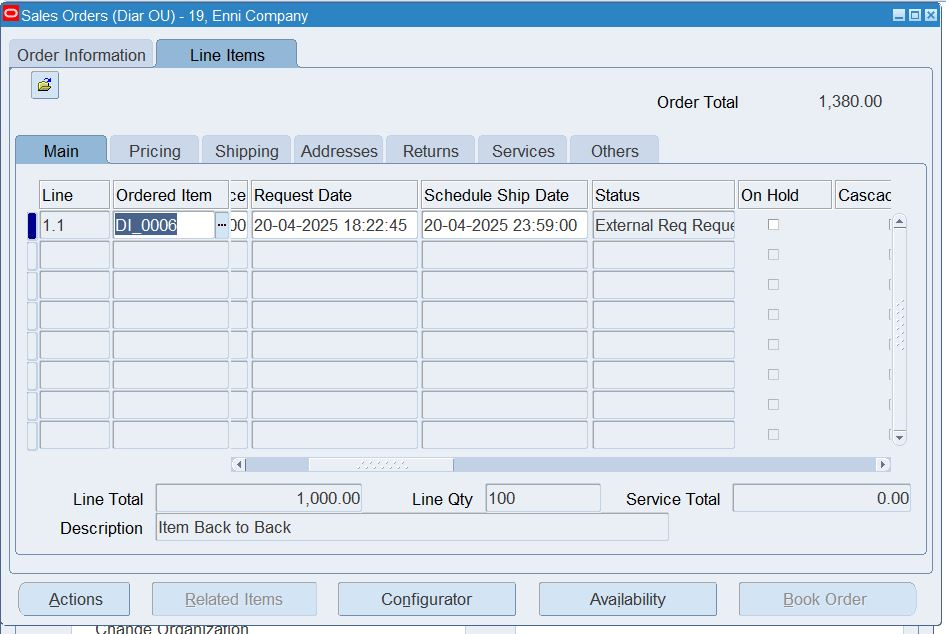 Sales Orders (Diar OU) - 19, Enni Company
Order Information Line Items
Order Total 1,380.00
Main Pricing Shipping Addresses Returns Services Others
Line Ordered Item ce Request Date Schedule Ship Date Status On Hold Cascac
1.1 DI_0006 ... 00 20-04-2025 18:22:45 20-04-2025 23:59:00 External Req Reque
Line Total 1,000.00 Line Qty 100 Service Total 0.00
Description Item Back to Back
Actions Related Items Configurator Availability Book Order
Change Organization